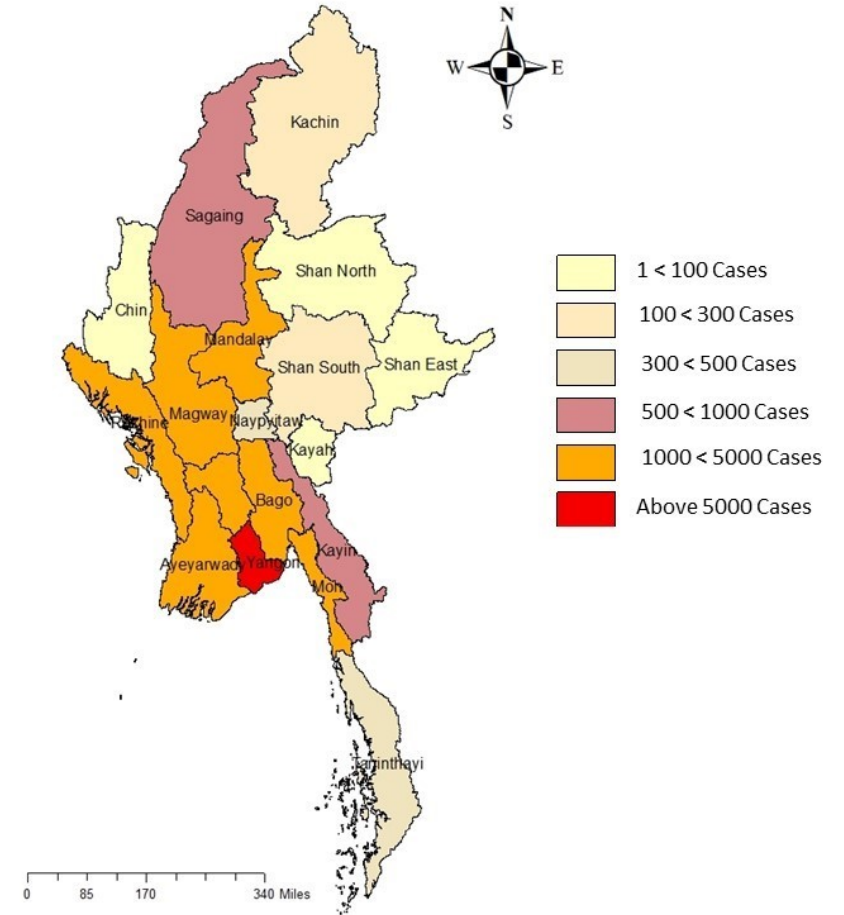 N
W E
S
Kachin
Sagaing
Shan North
Chin
Mandalay
Shan South
Shan East
Magway
Naypyitaw
Rakhine
Kayah
Bago
Kayin
Ayeyarwady
Yangon
Mon
Taninthayi
1 < 100 Cases
100 < 300 Cases
300 < 500 Cases
500 < 1000 Cases
1000 < 5000 Cases
Above 5000 Cases
0 85 170 340 Miles